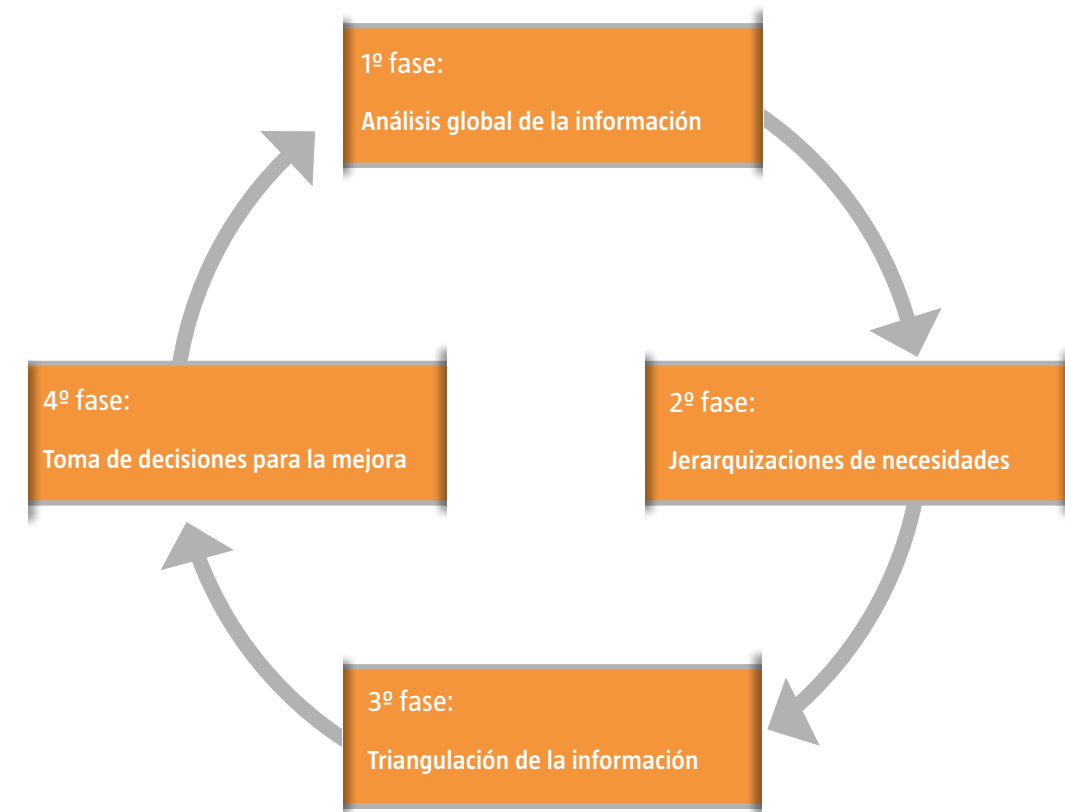 1º fase:
Análisis global de la información
2º fase:
Jerarquizaciones de necesidades
3º fase:
Triangulación de la información
4º fase:
Toma de decisiones para la mejora